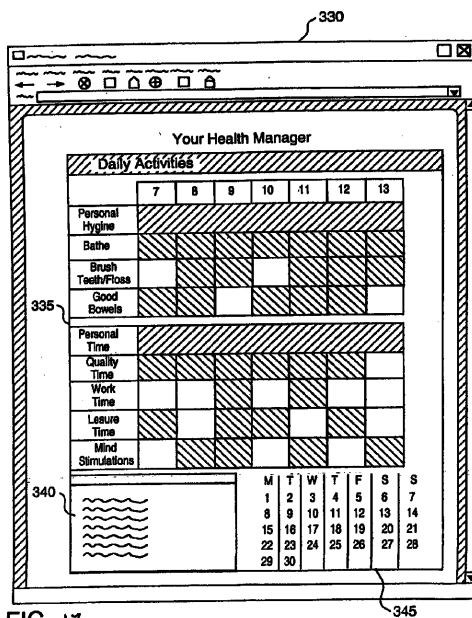 330
Your Health Manager
Daily Activities
7 8 9 10 11 12 13
Personal
Hygine
Bathe
Brush
Teeth/Floss
Good
Bowels
335
Personal
Time
Quality
Time
Work
Time
Lesure
Time
Mind
Stimulations
340
M T W T F S S
1 2 3 4 5 6 7
8 9 10 11 12 13 14
15 16 17 18 19 20 21
22 23 24 25 26 27 28
29 30
345
FIG.